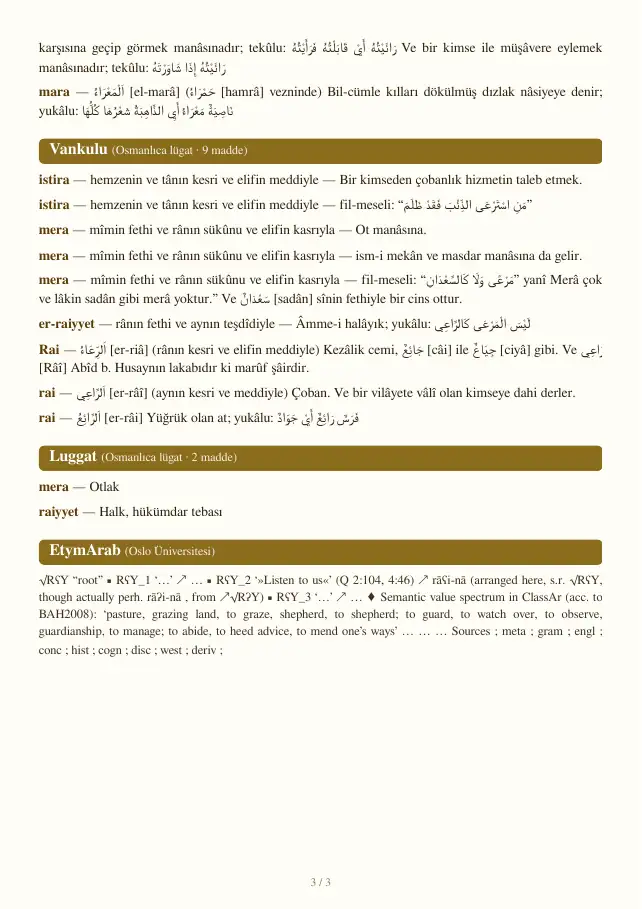 karşısına geçip görmek manâsınadır; tekûlu: رَائَيْتُهُ أَيْ قَابَلْتُهُ فَرَأَيْتُهُ Ve bir kimse ile müşâvere eylemek
manâsınadır; tekûlu: رَائَيْتُهُ إِذَا شَاوَرْتَهُ
mara — اَلْمَعْرَاءُ [el-marâ] (حَمْرَاءُ [hamrâ] vezninde) Bil-cümle kılları dökülmüş dızlak nâsiyeye denir;
yukâlu: نَاصِيَةٌ مَعْرَاءُ أَيِ الذَّاهِبَةُ شَعْرُهَا كُلُّهَا
Vankulu (Osmanlıca lügat · 9 madde)
istira — hemzenin ve tânın kesri ve elifin meddiyle — Bir kimseden çobanlık hizmetin taleb etmek.
istira — hemzenin ve tânın kesri ve elifin meddiyle — fil-meseli: “مَنِ اسْتَرْعَى الذِّئْبَ فَقَدْ ظَلَمَ”
mera — mîmin fethi ve rânın sükûnu ve elifin kasrıyla — Ot manâsına.
mera — mîmin fethi ve rânın sükûnu ve elifin kasrıyla — ism-i mekân ve masdar manâsına da gelir.
mera — mîmin fethi ve rânın sükûnu ve elifin kasrıyla — fil-meseli: “مَرْعًى وَلَا كَالسَّعْدَانِ” yanî Merâ çok
ve lâkin sadân gibi merâ yoktur.” Ve سَعْدَانٌ [sadân] sînin fethiyle bir cins ottur.
er-raiyyet — rânın fethi ve aynın teşdîdiyle — Âmme-i halâyık; yukâlu: لَيْسَ الْمَرْعَى كَالرَّاعِي
Rai — اَلرِّعَاءُ [er-riâ] (rânın kesri ve elifin meddiyle) Kezâlik cemi, جَائِعٌ [câi] ile جِيَاعٌ [ciyâ] gibi. Ve رَاعِي
[Râî] Abîd b. Husaynın lakabıdır ki marûf şâirdir.
rai — اَلرَّاعِي [er-râî] (aynın kesri ve meddiyle) Çoban. Ve bir vilâyete vâlî olan kimseye dahi derler.
rai — اَلرَّائِعُ [er-râi] Yüğrük olan at; yukâlu: فَرَسٌ رَائِعٌ أَيْ جَوَادٌ
Luggat (Osmanlıca lügat · 2 madde)
mera — Otlak
raiyyet — Halk, hükümdar tebası
EtymArab (Oslo Üniversitesi)
√RʕY “root” ▪ RʕY_1 ‘…’ ↗ … ▪ RʕY_2 ‘»Listen to us«’ (Q 2:104, 4:46) ↗ rāʕi-nā (arranged here, s.r. √RʕY,
though actually perh. rāʔi-nā , from ↗√RʔY) ▪ RʕY_3 ‘…’ ↗ … ♦ Semantic value spectrum in ClassAr (acc. to
BAH2008): ‘pasture, grazing land, to graze, shepherd, to shepherd; to guard, to watch over, to observe,
guardianship, to manage; to abide, to heed advice, to mend one’s ways’ … … … Sources ; meta ; gram ; engl ;
conc ; hist ; cogn ; disc ; west ; deriv ;
3 / 3